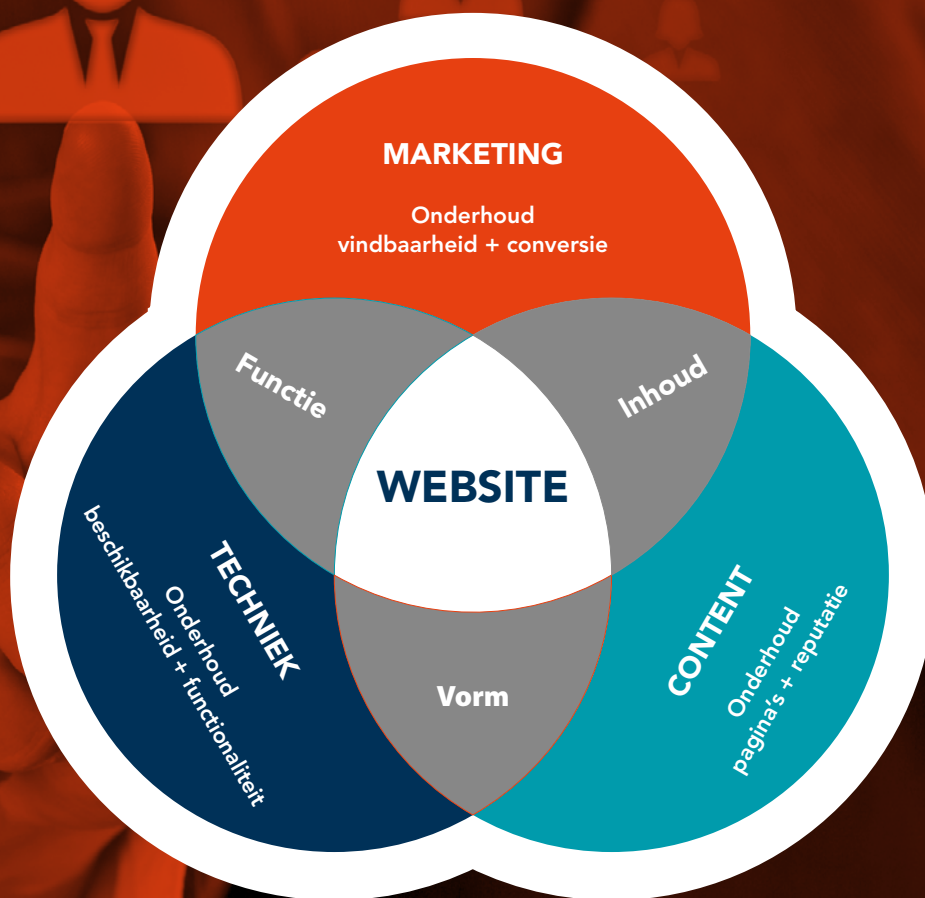 MARKETING
Onderhoud
vindbaarheid + conversie
Functie
Inhoud
WEBSITE
TECHNIEK
Onderhoud
beschikbaarheid + functionaliteit
CONTENT
Onderhoud
pagina's + reputatie
Vorm